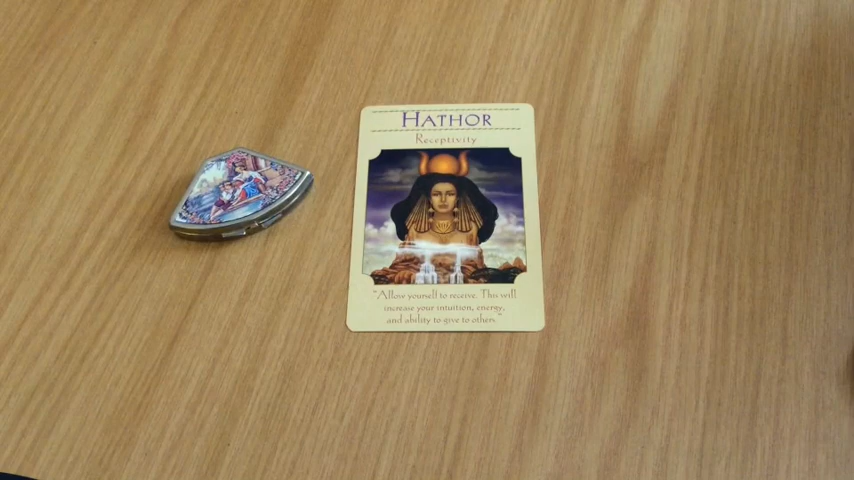 HATHOR
Receptivity
"Allow yourself to receive. This will
increase your intuition, energy,
and ability to give to others."